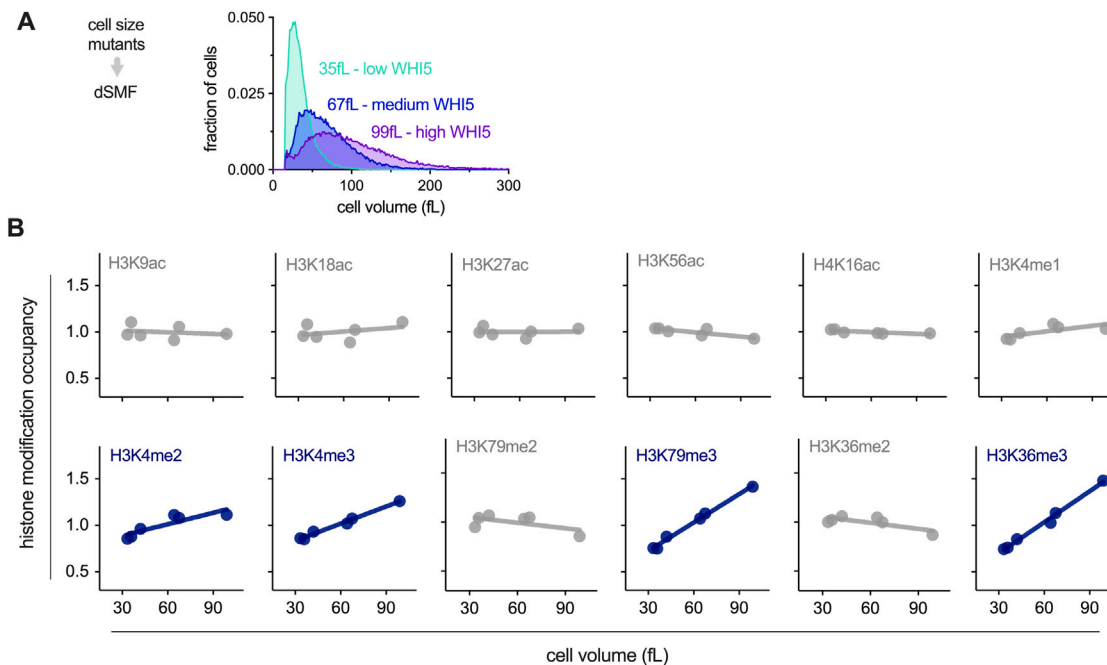 A
cell size
mutants
dSMF
fraction of cells
0.050
0.025
0.000
35fL - low WHI5
67fL - medium WHI5
99fL - high WHI5
0
100
200
300
cell volume (fL)
B
histone modification occupancy
H3K9ac
H3K18ac
H3K27ac
H3K56ac
H4K16ac
H3K4me1
1.5
1.0
0.5
H3K4me2
H3K4me3
H3K79me2
H3K79me3
H3K36me2
H3K36me3
1.5
1.0
0.5
30 60 90
30 60 90
30 60 90
30 60 90
30 60 90
30 60 90
cell volume (fL)